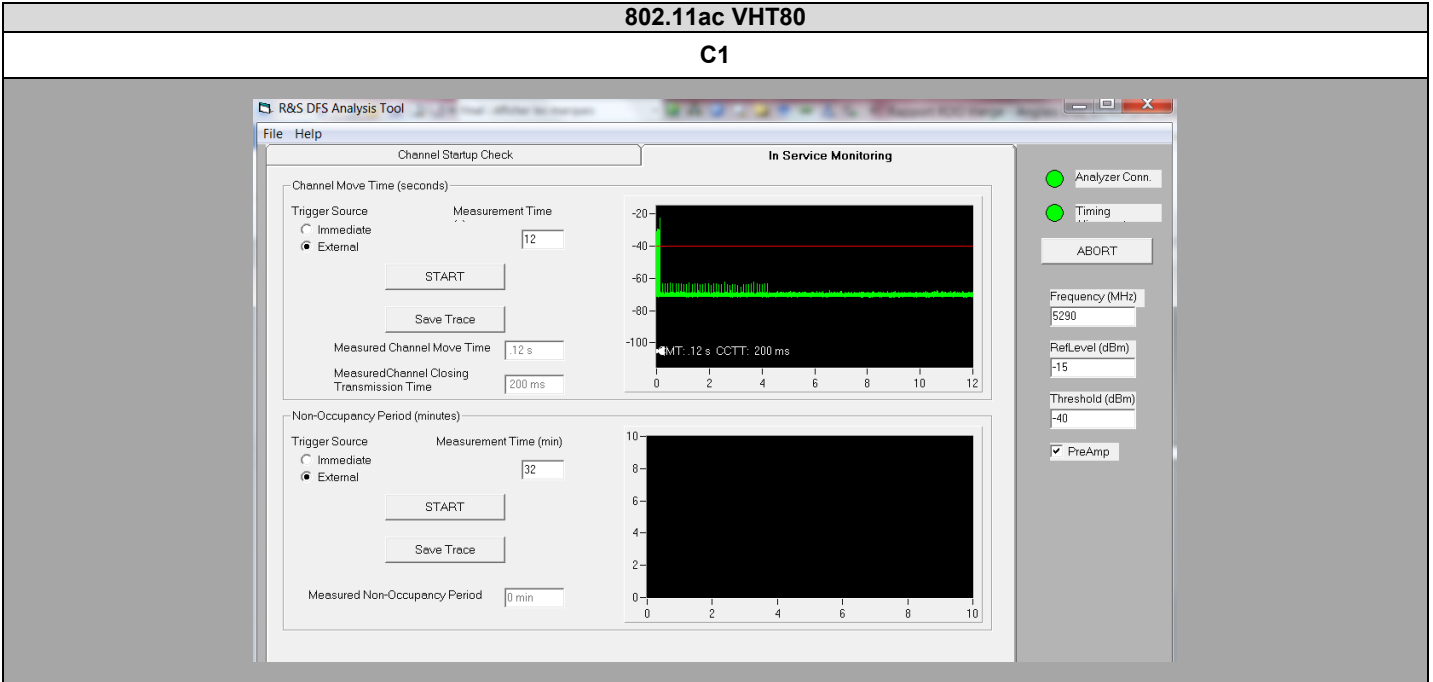 802.11ac VHT80
C1
R&S DFS Analysis Tool
File Help
Channel Startup Check
In Service Monitoring
Channel Move Time (seconds)
Trigger Source
Measurement Time
Immediate
External
12
START
Save Trace
Measured Channel Move Time
.12 s
MeasuredChannel Closing
Transmission Time
200 ms
-20
-40
-60
-80
-100
MT: .12 s CCTT: 200 ms
0 2 4 6 8 10 12
Non-Occupancy Period (minutes)
Trigger Source
Measurement Time (min)
Immediate
External
32
START
Save Trace
Measured Non-Occupancy Period
0 min
10
8
6
4
2
0
0 2 4 6 8 10
Analyzer Conn.
Timing
ABORT
Frequency (MHz)
5290
RefLevel (dBm)
-15
Threshold (dBm)
-40
PreAmp